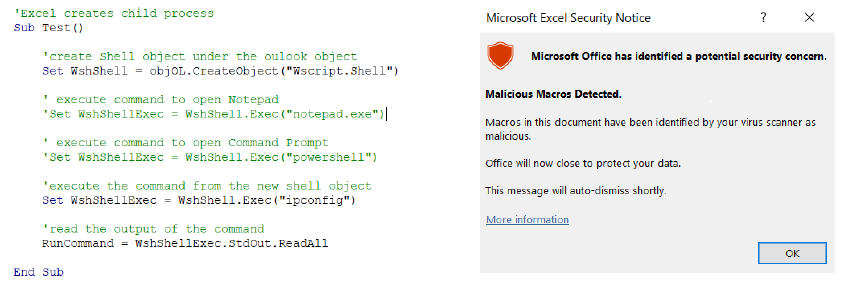 'Excel creates child process
Sub Test()
'create Shell object under the oulook object
Set WshShell = objOL.CreateObject("Wscript.Shell")
' execute command to open Notepad
'Set WshShellExec = WshShell.Exec("notepad.exe")
' execute command to open Command Prompt
'Set WshShellExec = WshShell.Exec("powershell")
'execute the command from the new shell object
Set WshShellExec = WshShell.Exec("ipconfig")
'read the output of the command
RunCommand = WshShellExec.StdOut.ReadAll
End Sub
Microsoft Excel Security Notice
?
×
Microsoft Office has identified a potential security concern.
Malicious Macros Detected.
Macros in this document have been identified by your virus scanner as
malicious.
Office will now close to protect your data.
This message will auto-dismiss shortly.
More information
OK